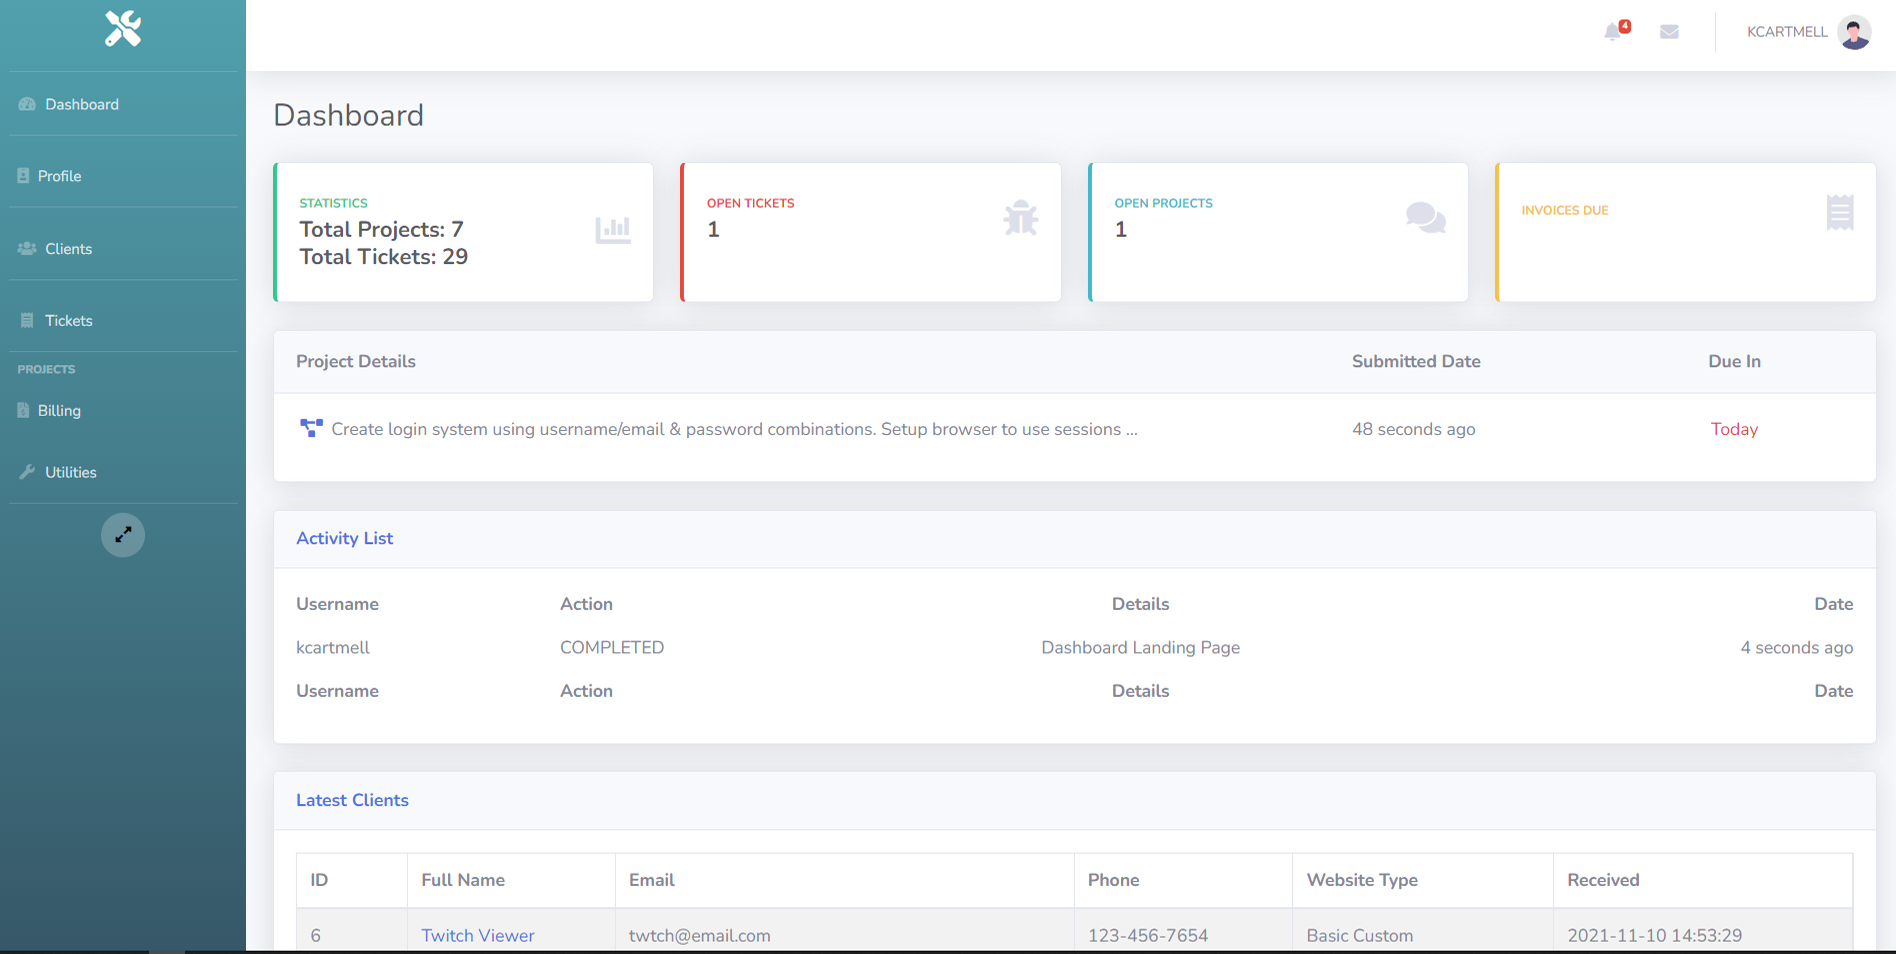 4
KCARTMELL
Dashboard
Profile
Clients
Tickets
PROJECTS
Billing
Utilities
Dashboard
STATISTICS
Total Projects: 7
Total Tickets: 29
OPEN TICKETS
1
OPEN PROJECTS
1
INVOICES DUE
Project Details Submitted Date Due In
Create login system using username/email & password combinations. Setup browser to use sessions ... 48 seconds ago Today
Activity List
Username Action Details Date
kcartmell COMPLETED Dashboard Landing Page 4 seconds ago
Username Action Details Date
Latest Clients
ID Full Name Email Phone Website Type Received
6 Twitch Viewer twtch@email.com 123-456-7654 Basic Custom 2021-11-10 14:53:29